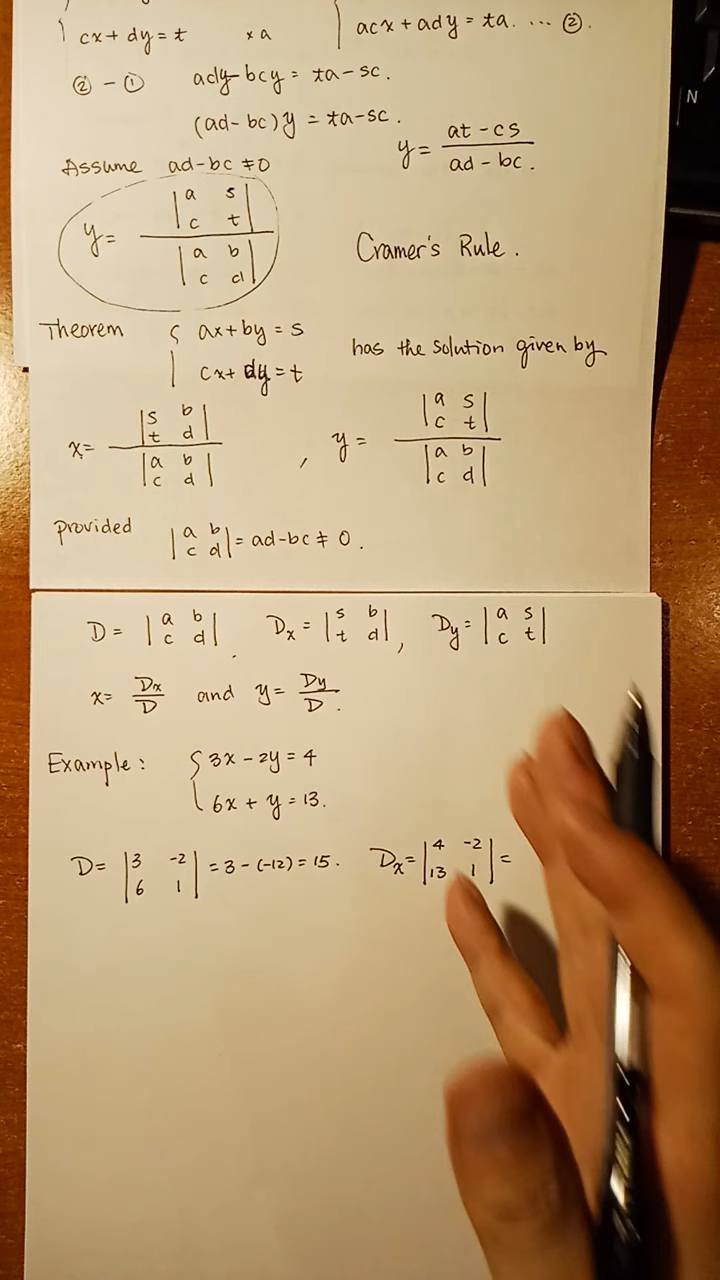 cx + dy = t × a acx + ady = ta. ... ②.
② - ① ady - bcy = ta - sc.
(ad - bc) y = ta - sc.
y = at - cs / ad - bc.
Assume ad - bc ≠ 0
y = |a s| |c t| / |a b| |c d|
Cramer's Rule.
Theorem { ax + by = s
cx + dy = t has the solution given by
x = |s b| |t d| / |a b| |c d| , y = |a s| |c t| / |a b| |c d|
provided |a b| |c d| = ad - bc ≠ 0.
D = |a b| |c d| . Dx = |s b| |t d| , Dy = |a s| |c t|
x = Dx/D and y = Dy/D.
Example : { 3x - 2y = 4
6x + y = 13.
D = |3 -2| |6 1| = 3 - (-12) = 15. Dx = |4 -2| |13 1| =
N